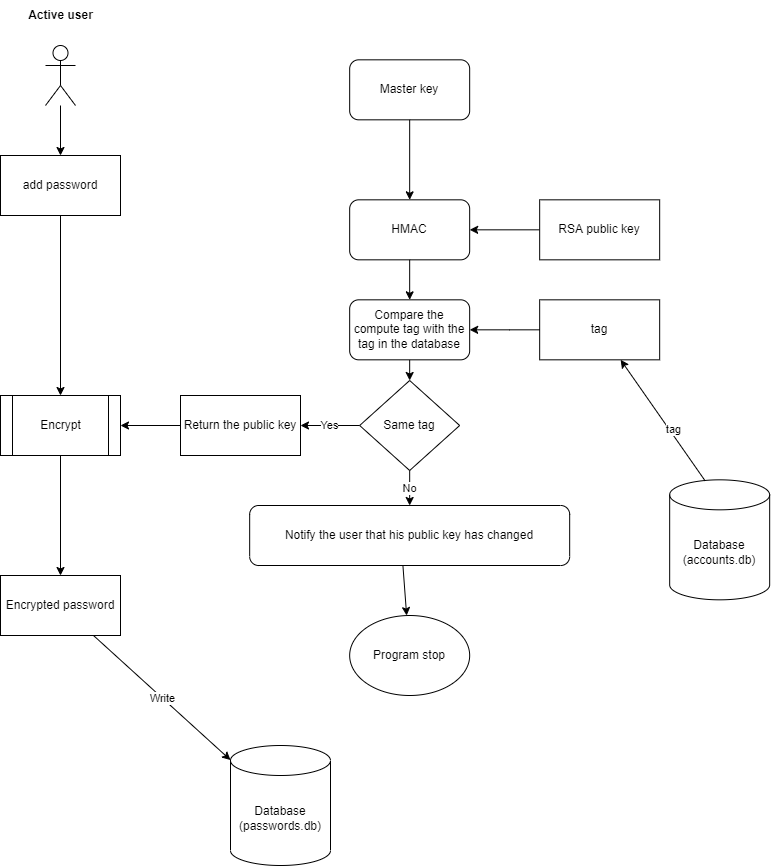 Active user
Master key
add password
HMAC
RSA public key
Compare the
compute tag with the
tag in the database
tag
Encrypt
Return the public key
Yes
Same tag
tag
No
Notify the user that his public key has changed
Database
(accounts.db)
Encrypted password
Program stop
Write
Database
(passwords.db)